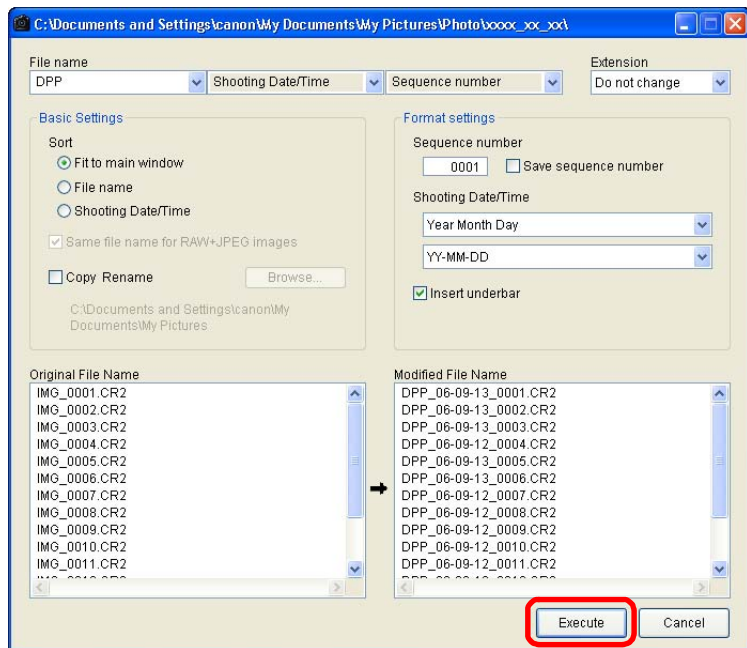 C:\Documents and Settings\canon\My Documents\My Pictures\Photo\xxxx_xx_xx\
File name
Extension
DPP
Shooting Date/Time
Sequence number
Do not change
Basic Settings
Sort
Fit to main window
File name
Shooting Date/Time
Same file name for RAW+JPEG images
Copy Rename
Browse...
C:\Documents and Settings\canon\My
Documents\My Pictures
Format settings
Sequence number
0001
Save sequence number
Shooting Date/Time
Year Month Day
YY-MM-DD
Insert underbar
Original File Name
IMG_0001.CR2
IMG_0002.CR2
IMG_0003.CR2
IMG_0004.CR2
IMG_0005.CR2
IMG_0006.CR2
IMG_0007.CR2
IMG_0008.CR2
IMG_0009.CR2
IMG_0010.CR2
IMG_0011.CR2
Modified File Name
DPP_06-09-13_0001.CR2
DPP_06-09-13_0002.CR2
DPP_06-09-13_0003.CR2
DPP_06-09-12_0004.CR2
DPP_06-09-13_0005.CR2
DPP_06-09-13_0006.CR2
DPP_06-09-12_0007.CR2
DPP_06-09-12_0008.CR2
DPP_06-09-12_0009.CR2
DPP_06-09-12_0010.CR2
DPP_06-09-12_0011.CR2
Execute
Cancel